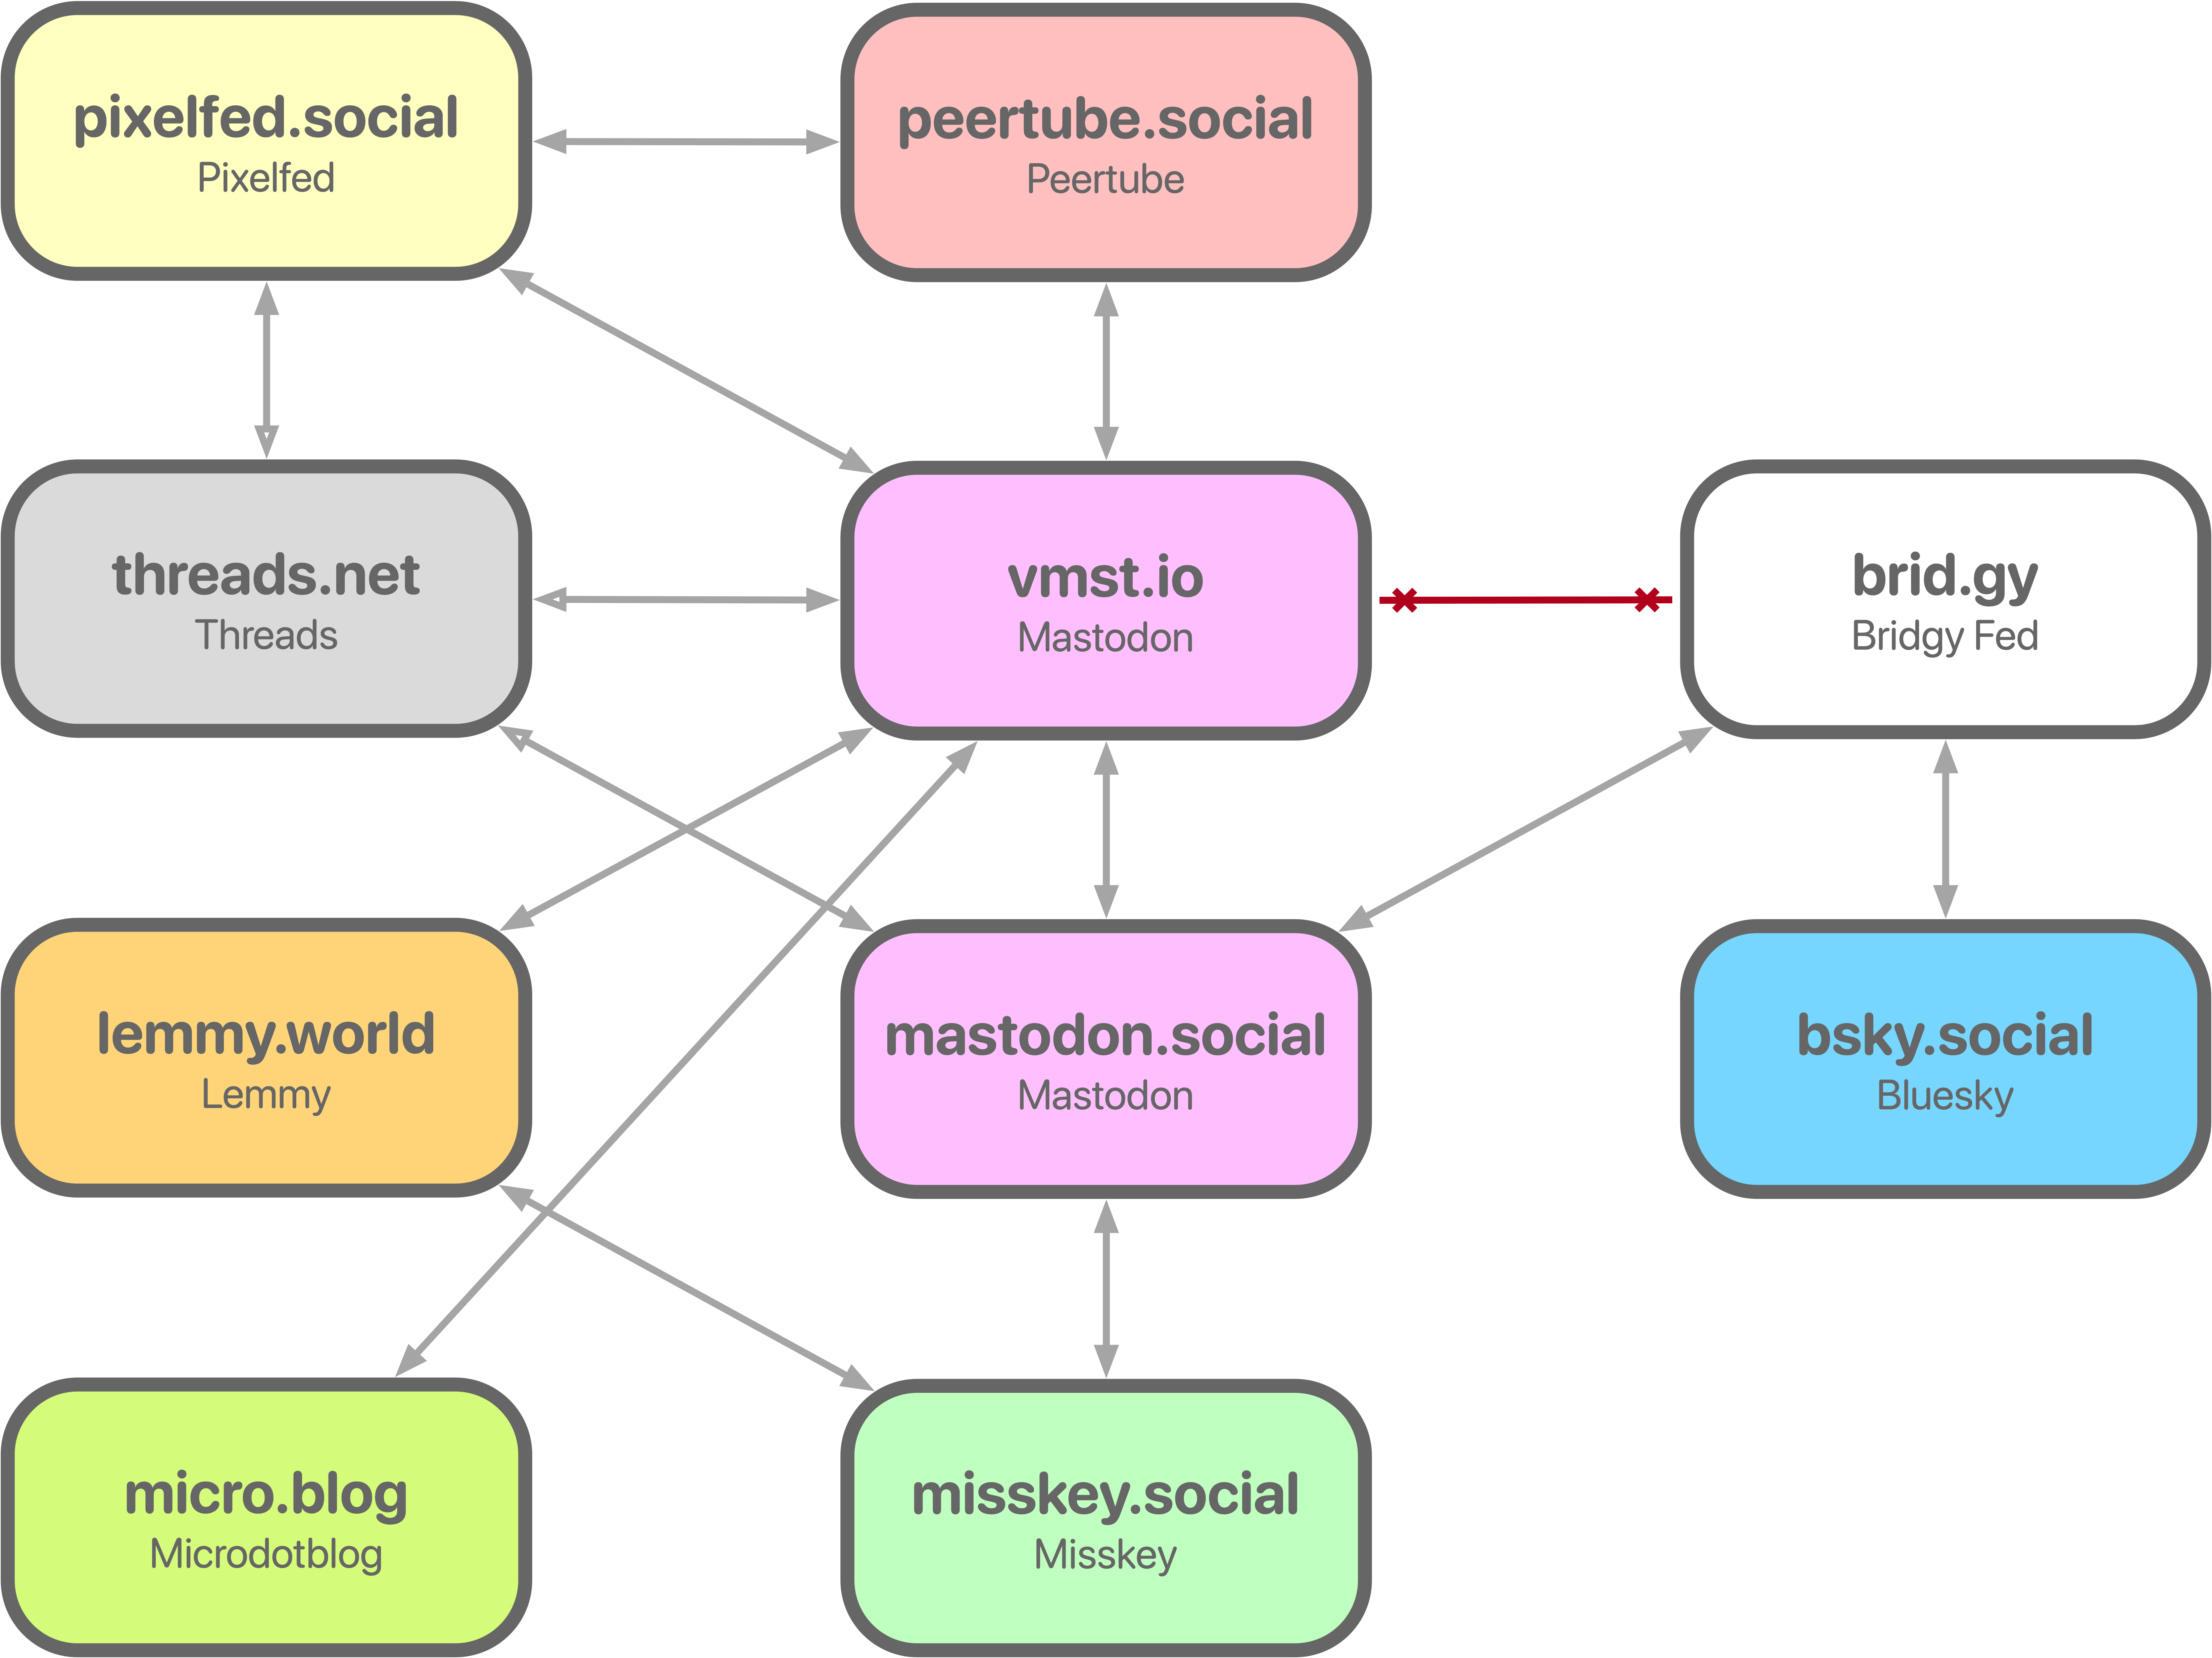 pixelfed.social
Pixelfed
peertube.social
Peertube
threads.net
Threads
vmst.io
Mastodon
brid.gy
Bridgy Fed
lemmy.world
Lemmy
mastodon.social
Mastodon
bsky.social
Bluesky
micro.blog
Microdotblog
misskey.social
Misskey